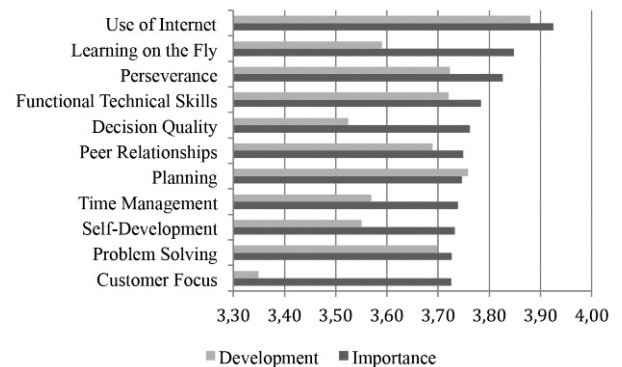 Use of Internet
Learning on the Fly
Perseverance
Functional Technical Skills
Decision Quality
Peer Relationships
Planning
Time Management
Self-Development
Problem Solving
Customer Focus
3,30 3,40 3,50 3,60 3,70 3,80 3,90 4,00
Development Importance